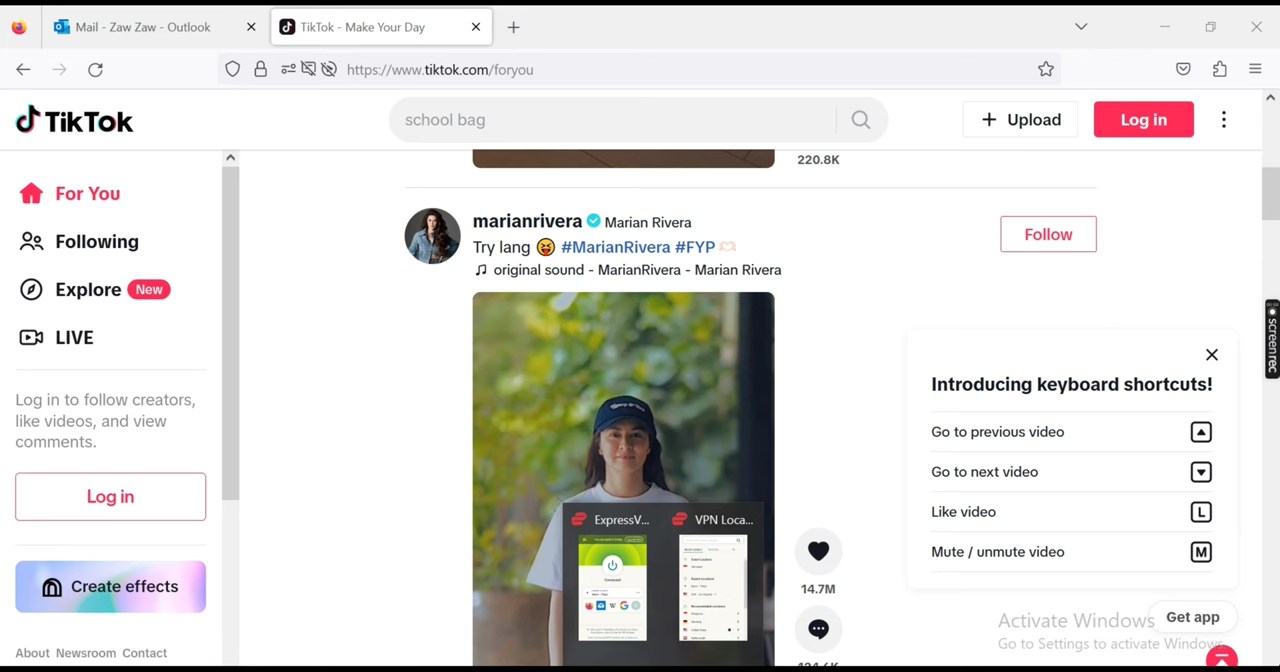 Mail - Zaw Zaw - Outlook
TikTok - Make Your Day
https://www.tiktok.com/foryou
TikTok
school bag
Upload
Log in
220.8K
For You
Following
Explore New
LIVE
Log in to follow creators,
like videos, and view
comments.
Log in
Create effects
About Newsroom Contact
marianrivera Marian Rivera
Try lang 😝 #MarianRivera #FYP 🫶🏻
♫ original sound - MarianRivera - Marian Rivera
Follow
ExpressV... VPN Loca...
Connected
14.7M
Introducing keyboard shortcuts!
Go to previous video
Go to next video
Like video L
Mute / unmute video M
Activate Windows
Go to Settings to activate Windows.
Get app
screenrec